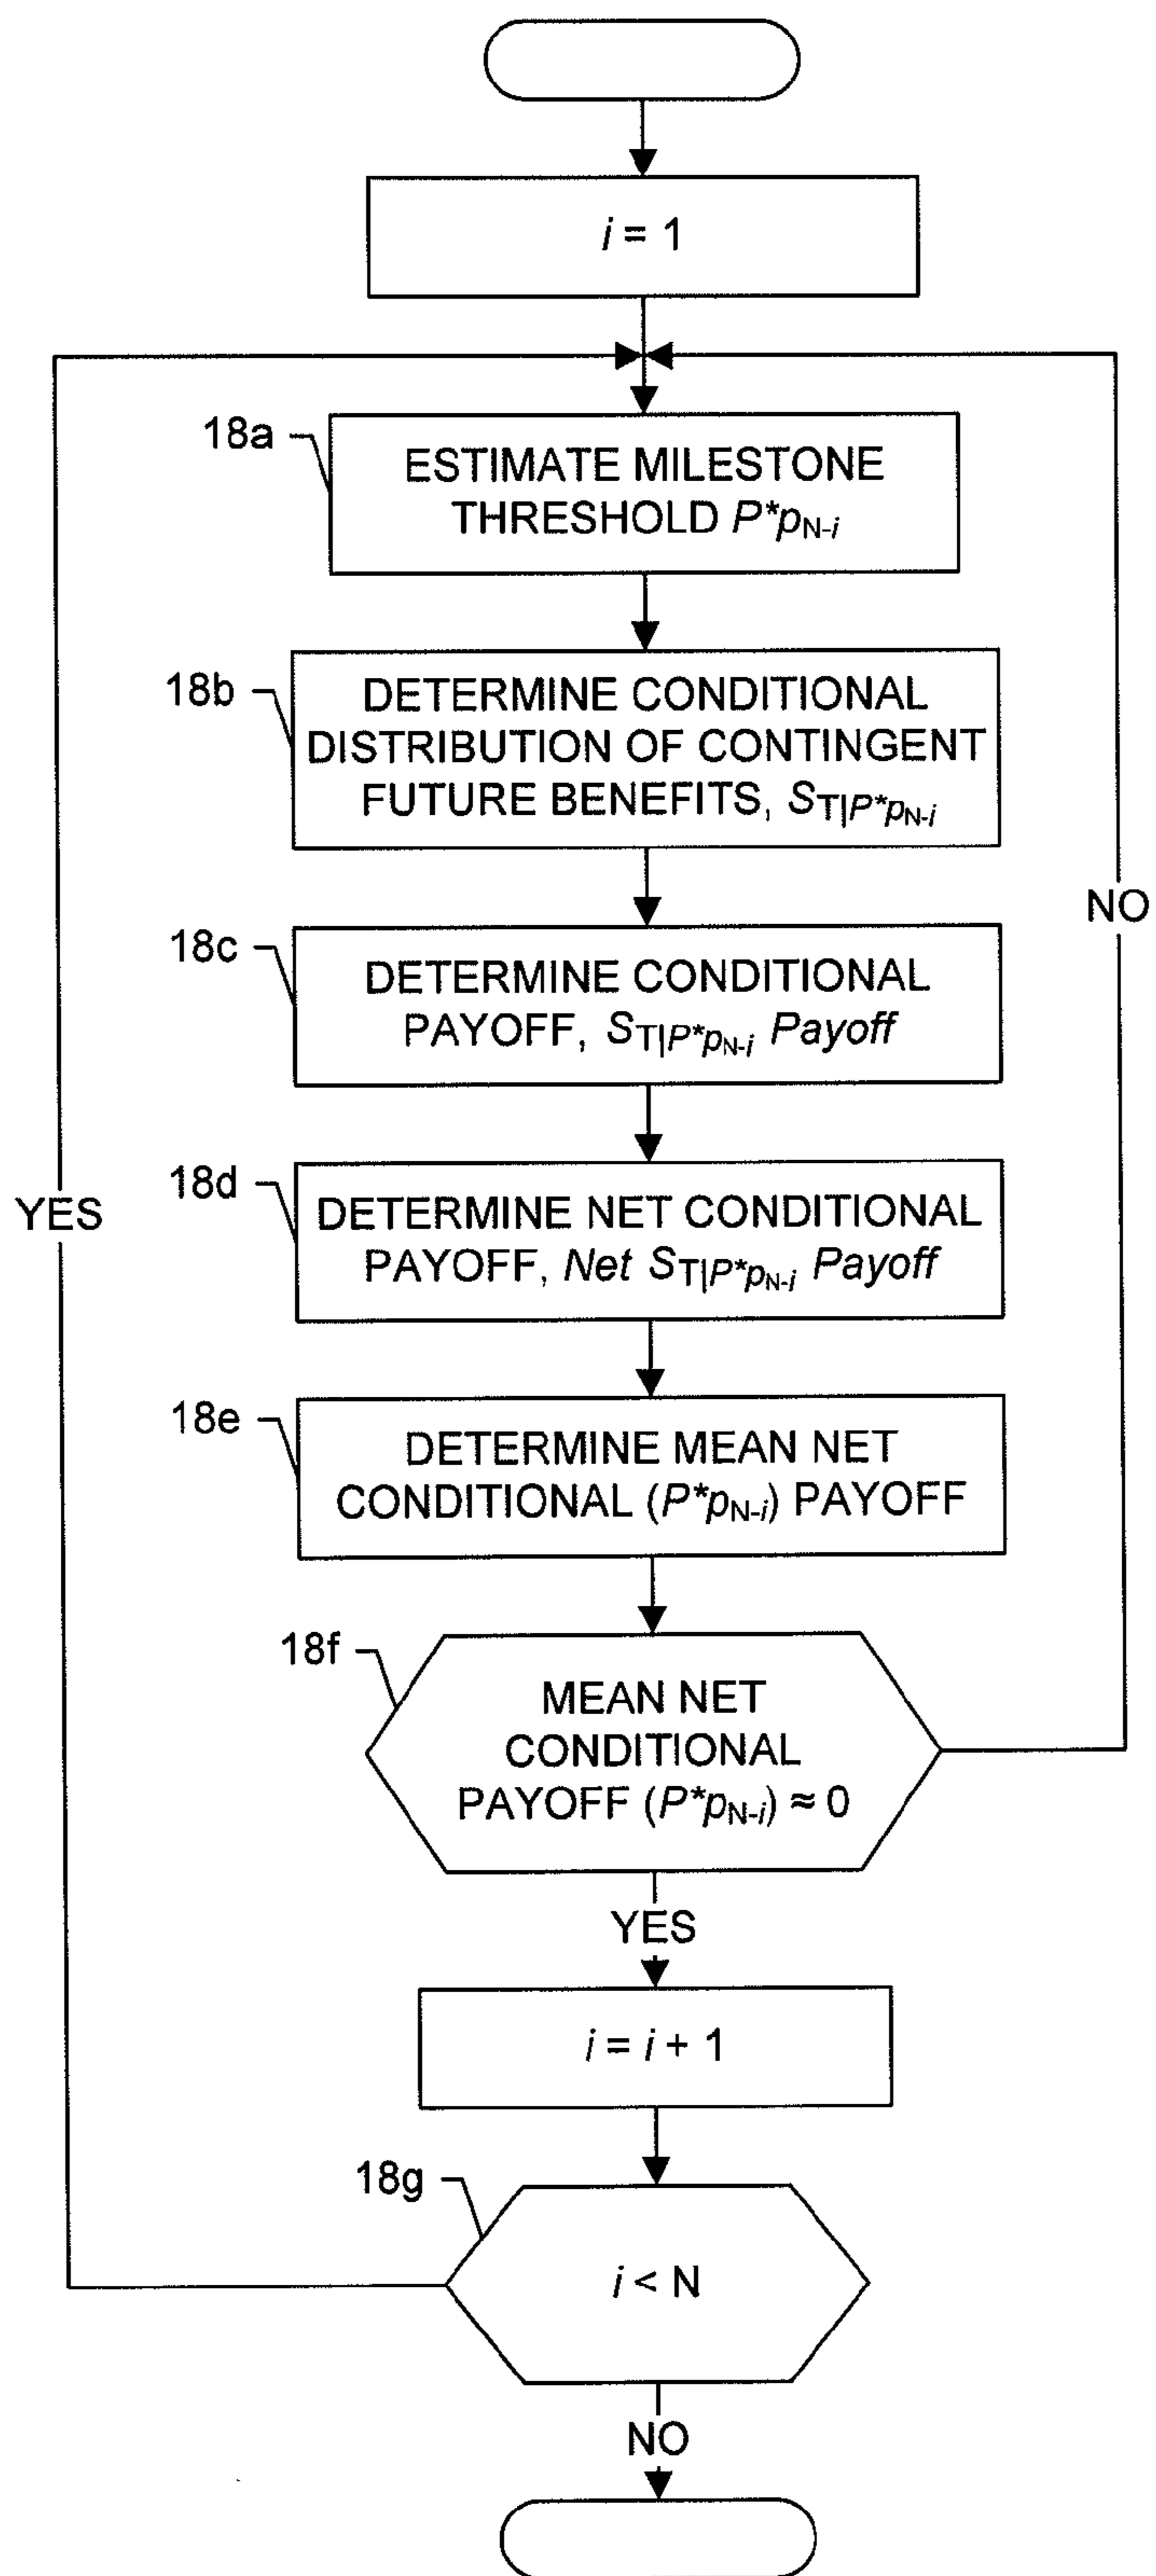 i = 1
18a
ESTIMATE MILESTONE
THRESHOLD P*pN-i
18b
DETERMINE CONDITIONAL
DISTRIBUTION OF CONTINGENT
FUTURE BENEFITS, ST|P*pN-i
NO
18c
DETERMINE CONDITIONAL
PAYOFF, ST|P*pN-i Payoff
18d
DETERMINE NET CONDITIONAL
PAYOFF, Net ST|P*pN-i Payoff
YES
18e
DETERMINE MEAN NET
CONDITIONAL (P*pN-i) PAYOFF
18f
MEAN NET
CONDITIONAL
PAYOFF (P*pN-i) ≈ 0
YES
i = i + 1
18g
i < N
NO